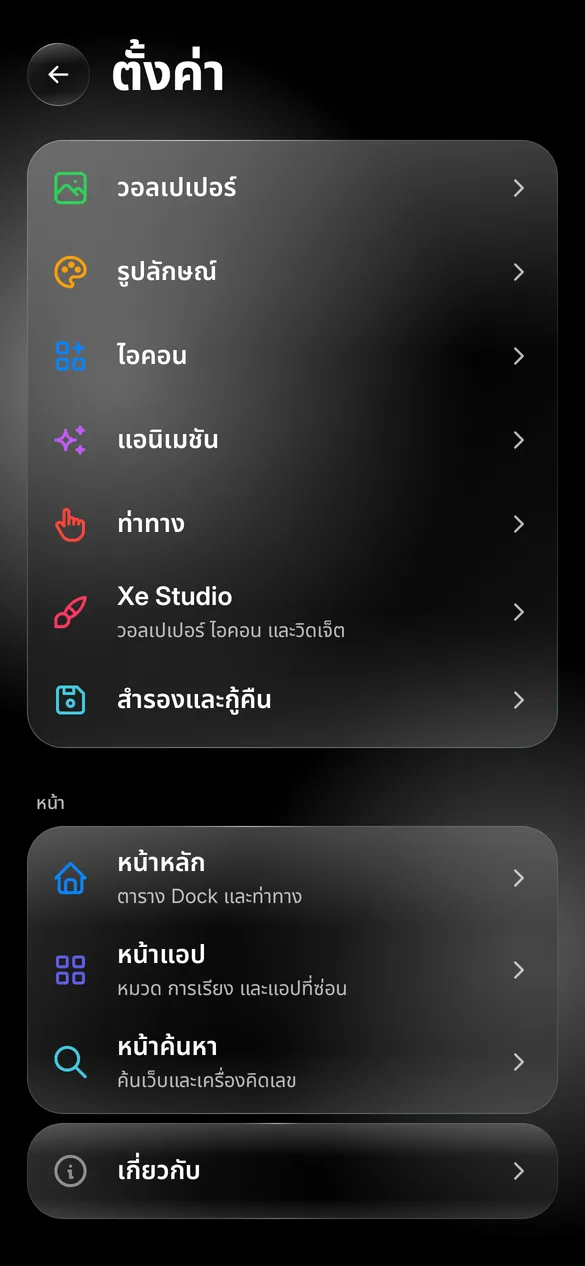 ตั้งค่า
วอลเปเปอร์
รูปลักษณ์
ไอคอน
แอนิเมชัน
ท่าทาง
Xe Studio
วอลเปเปอร์ ไอคอน และวิดเจ็ต
สำรองและกู้คืน
หน้า
หน้าหลัก
ตาราง Dock และท่าทาง
หน้าแอป
หมวด การเรียง และแอปที่ซ่อน
หน้าค้นหา
ค้นเว็บและเครื่องคิดเลข
เกี่ยวกับ